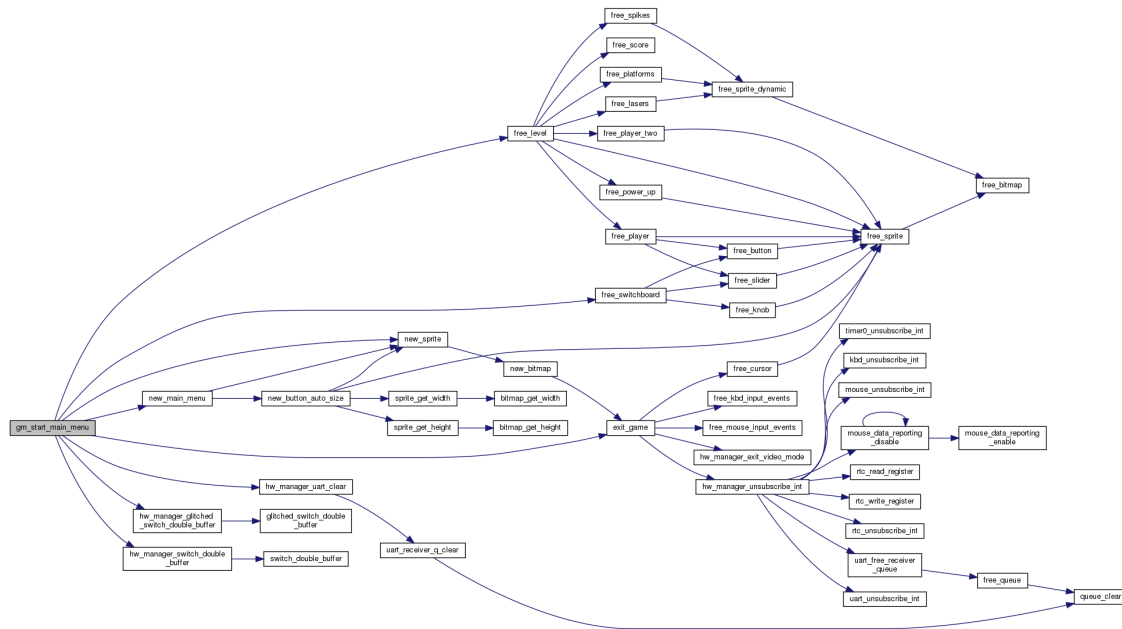 free_spikes
free_score
free_platforms
free_sprite_dynamic
free_lasers
free_level
free_player_two
free_bitmap
free_power_up
free_player
free_sprite
free_button
free_slider
free_switchboard
free_knob
timer0_unsubscribe_int
new_sprite
kbd_unsubscribe_int
new_bitmap
free_cursor
mouse_unsubscribe_int
new_main_menu
new_button_auto_size
sprite_get_width
bitmap_get_width
free_kbd_input_events
gm_start_main_menu
sprite_get_height
bitmap_get_height
exit_game
free_mouse_input_events
mouse_data_reporting
_disable
mouse_data_reporting
_enable
hw_manager_exit_video_mode
rtc_read_register
hw_manager_uart_clear
hw_manager_unsubscribe_int
rtc_write_register
hw_manager_glitched
_switch_double_buffer
glitched_switch_double
_buffer
rtc_unsubscribe_int
uart_receiver_q_clear
hw_manager_switch_double
_buffer
switch_double_buffer
uart_free_receiver
_queue
free_queue
uart_unsubscribe_int
queue_clear